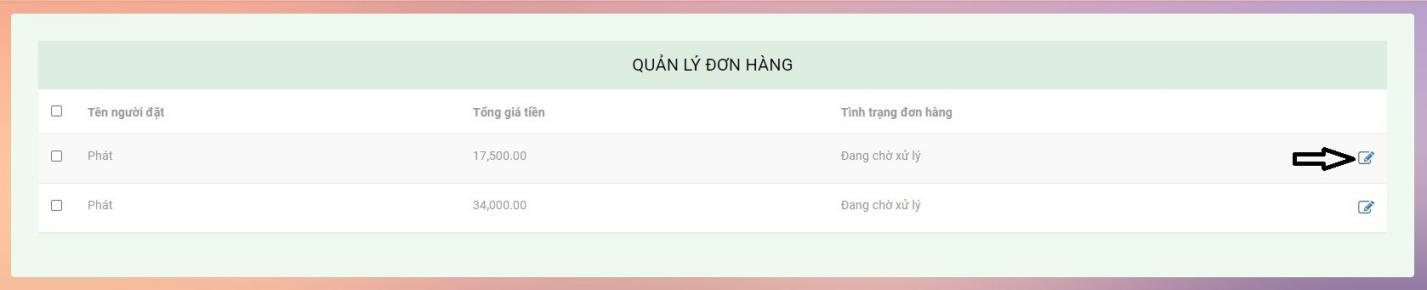 QUẢN LÝ ĐƠN HÀNG
Tên người đặt Tổng giá tiền Tình trạng đơn hàng
Phát 17,500.00 Đang chờ xử lý
Phát 34,000.00 Đang chờ xử lý